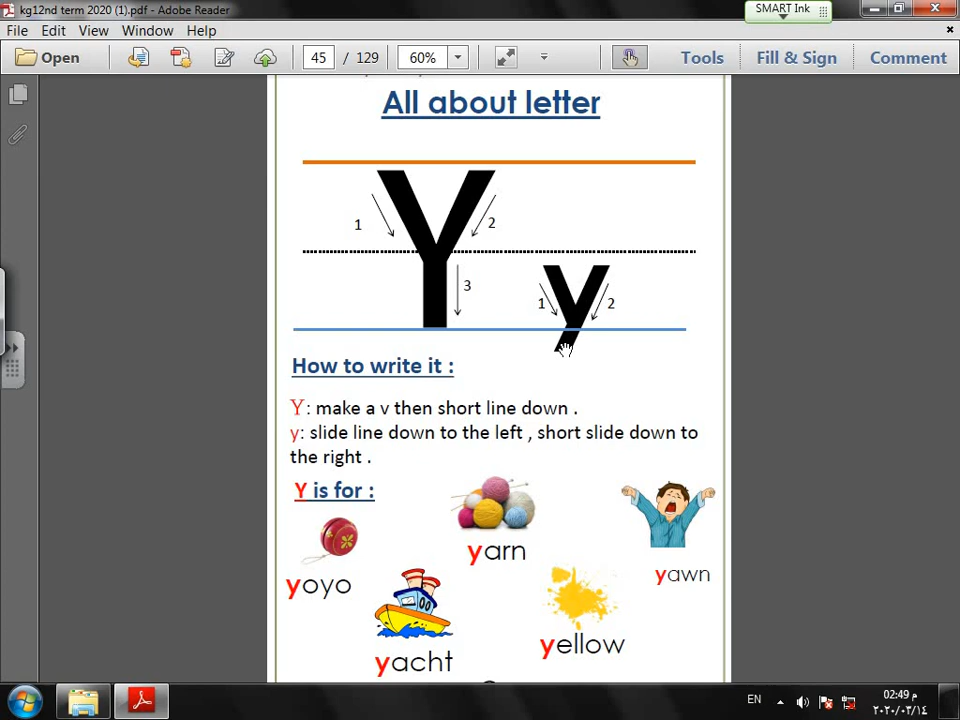 kg12nd term 2020 (1).pdf - Adobe Reader
SMART Ink
File Edit View Window Help
Open 45 / 129 60% Tools Fill & Sign Comment
All about letter
Y y
1 2
3 1 2
How to write it :
Y: make a v then short line down .
y: slide line down to the left , short slide down to
the right .
Y is for :
yarn
yoyo
yawn
yellow
yacht
EN
02:49 م
٢٠٢٠/٠٣/١٤